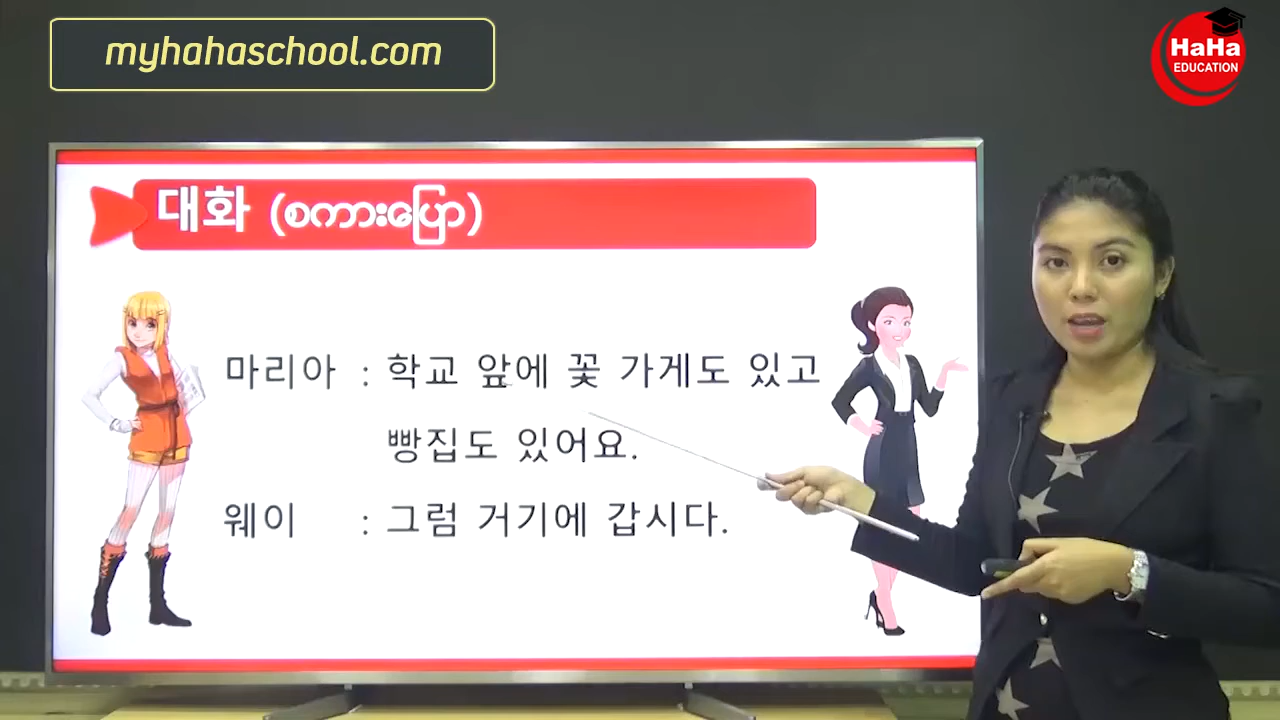 myhahaschool.com
HaHa
EDUCATION
대화 (စကားပြော)
마리아 : 학교 앞에 꽃 가게도 있고
빵집도 있어요.
웨이 : 그럼 거기에 갑시다.